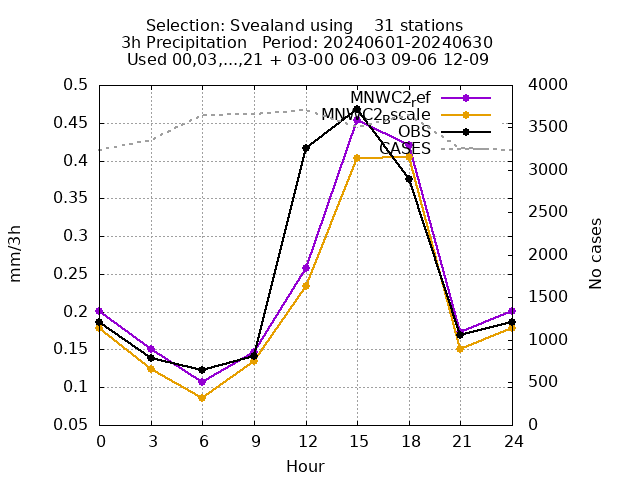 Selection: Svealand using    31 stations
3h Precipitation   Period: 20240601-20240630
Used 00,03,...,21 + 03-00 06-03 09-06 12-09
0.5 4000
MNWC2_ref
0.45 3500
MNWC2_B_scale
OBS
CASES
0.4 3000
0.35 2500
0.3 2000
0.25 1500
0.2 1000
0.15 500
0.1 0
0.05
mm/3h
No cases
0 3 6 9 12 15 18 21 24
Hour